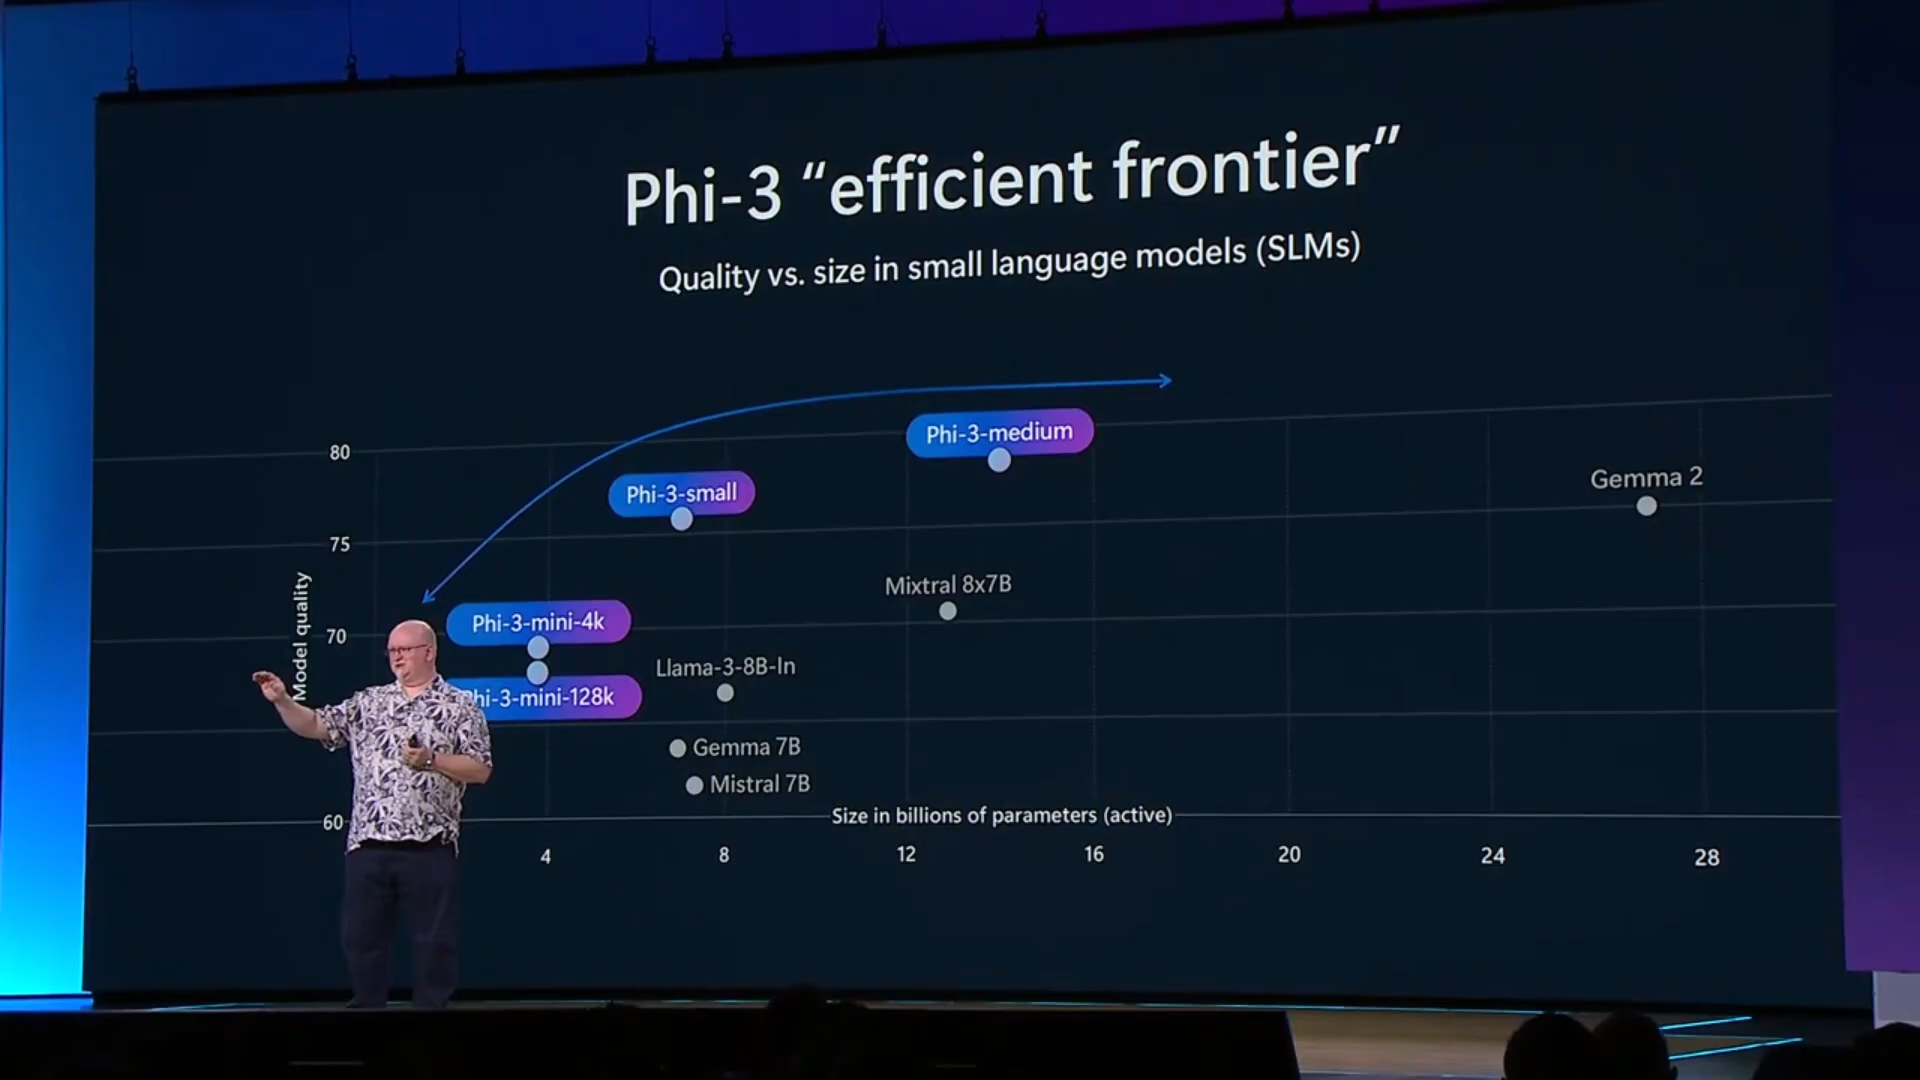 Phi-3 “efficient frontier”
Quality vs. size in small language models (SLMs)
80
75
70
60
Model quality
Phi-3-medium
Phi-3-small
Gemma 2
Mixtral 8x7B
Phi-3-mini-4k
Llama-3-8B-In
hi-3-mini-128k
Gemma 7B
Mistral 7B
Size in billions of parameters (active)
4 8 12 16 20 24 28